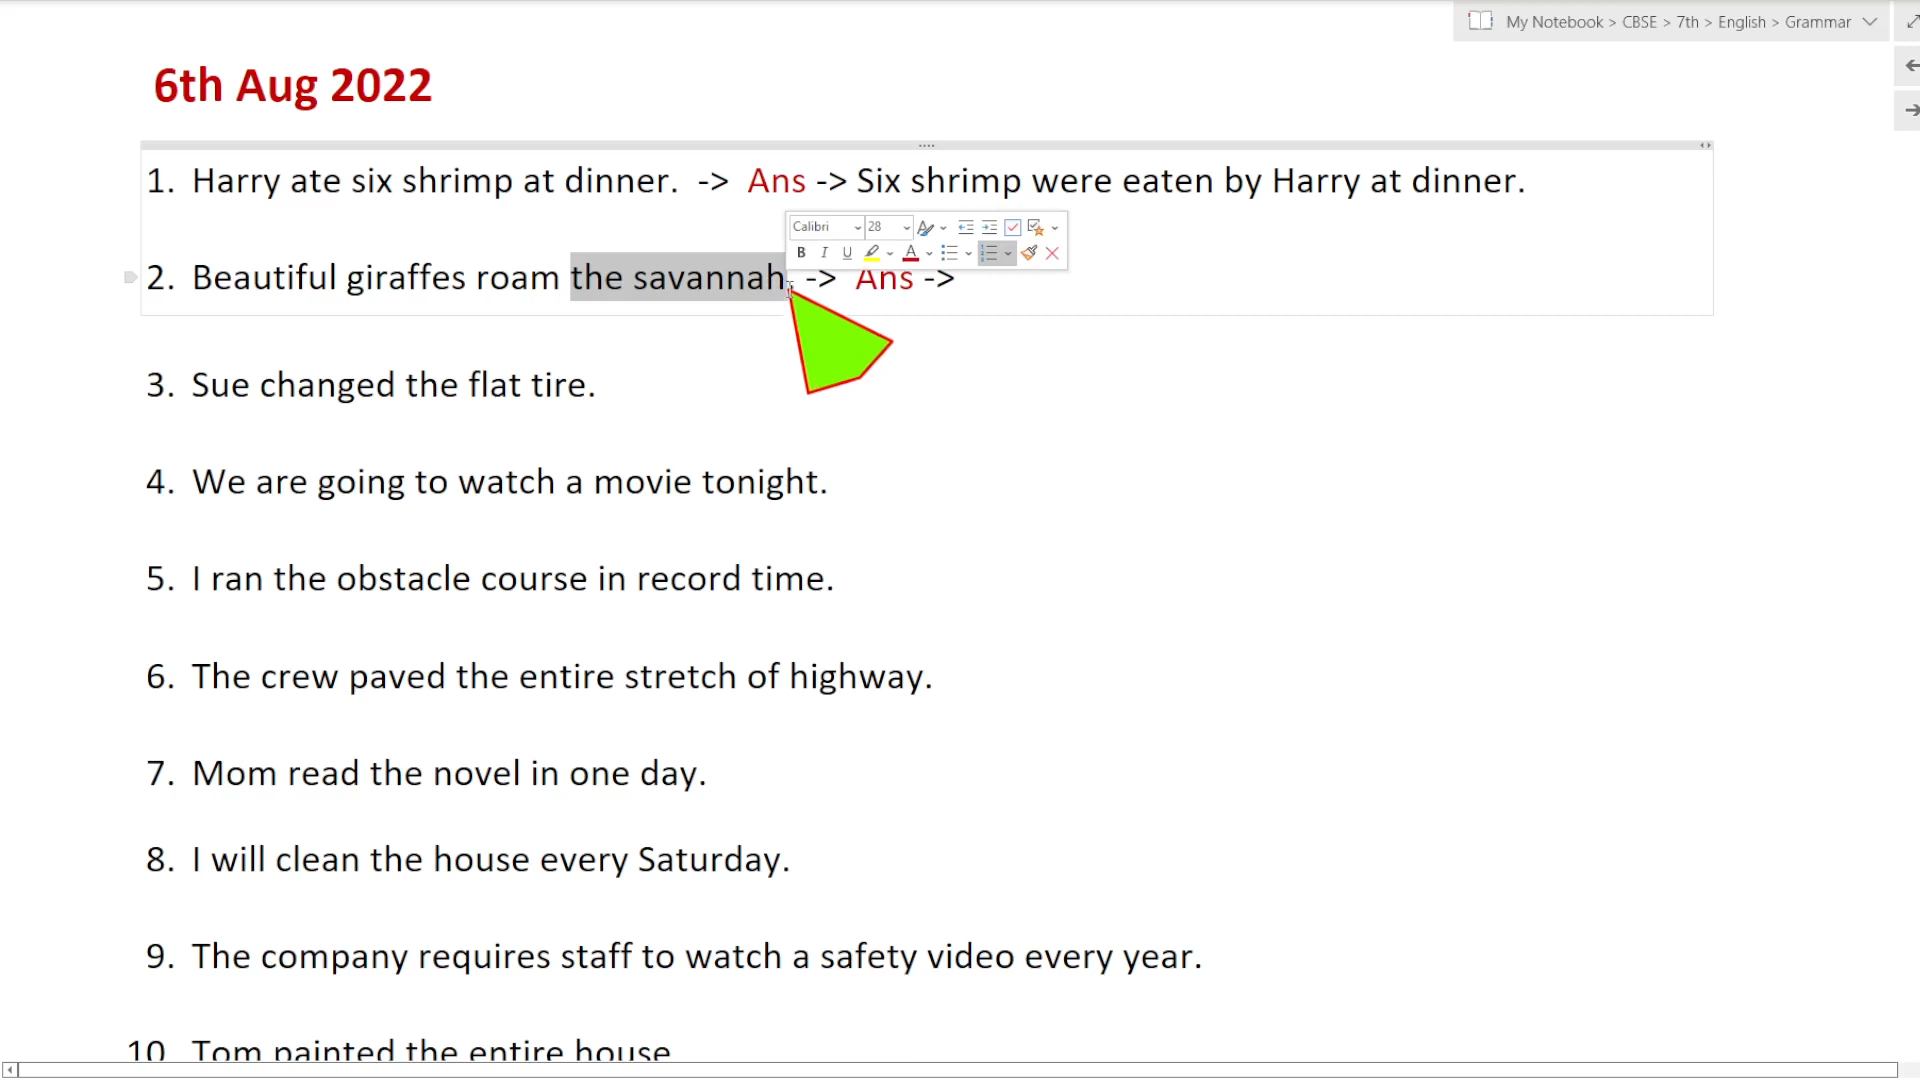 My Notebook > CBSE > 7th > English > Grammar
6th Aug 2022
1. Harry ate six shrimp at dinner. -> Ans -> Six shrimp were eaten by Harry at dinner.
Calibri 28
B I U A
2. Beautiful giraffes roam the savannah. -> Ans ->
3. Sue changed the flat tire.
4. We are going to watch a movie tonight.
5. I ran the obstacle course in record time.
6. The crew paved the entire stretch of highway.
7. Mom read the novel in one day.
8. I will clean the house every Saturday.
9. The company requires staff to watch a safety video every year.
10 Tom painted the entire house